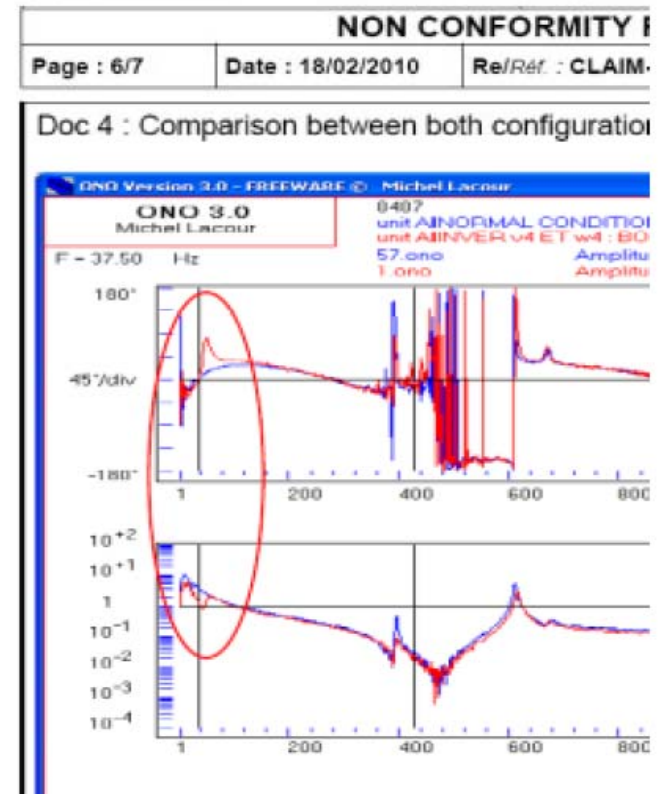 NON CONFORMITY
Page : 6/7 Date : 18/02/2010 Re/Réf. : CLAIM-
Doc 4 : Comparison between both configuratio
ONO Version 3.0 - FREEWARE © Michel Lacour
ONO 3.0
Michel Lacour
8487
unit A//NORMAL CONDITIO
unit A//INVER v4 ET w4 : BO
F = 37.50 Hz
57.ono Amplitu
1.ono Amplitu
180°
45°/div
-180°
1 200 400 600 800
10+2
10+1
1
10-1
10-2
10-3
10-4
1 200 400 600 800